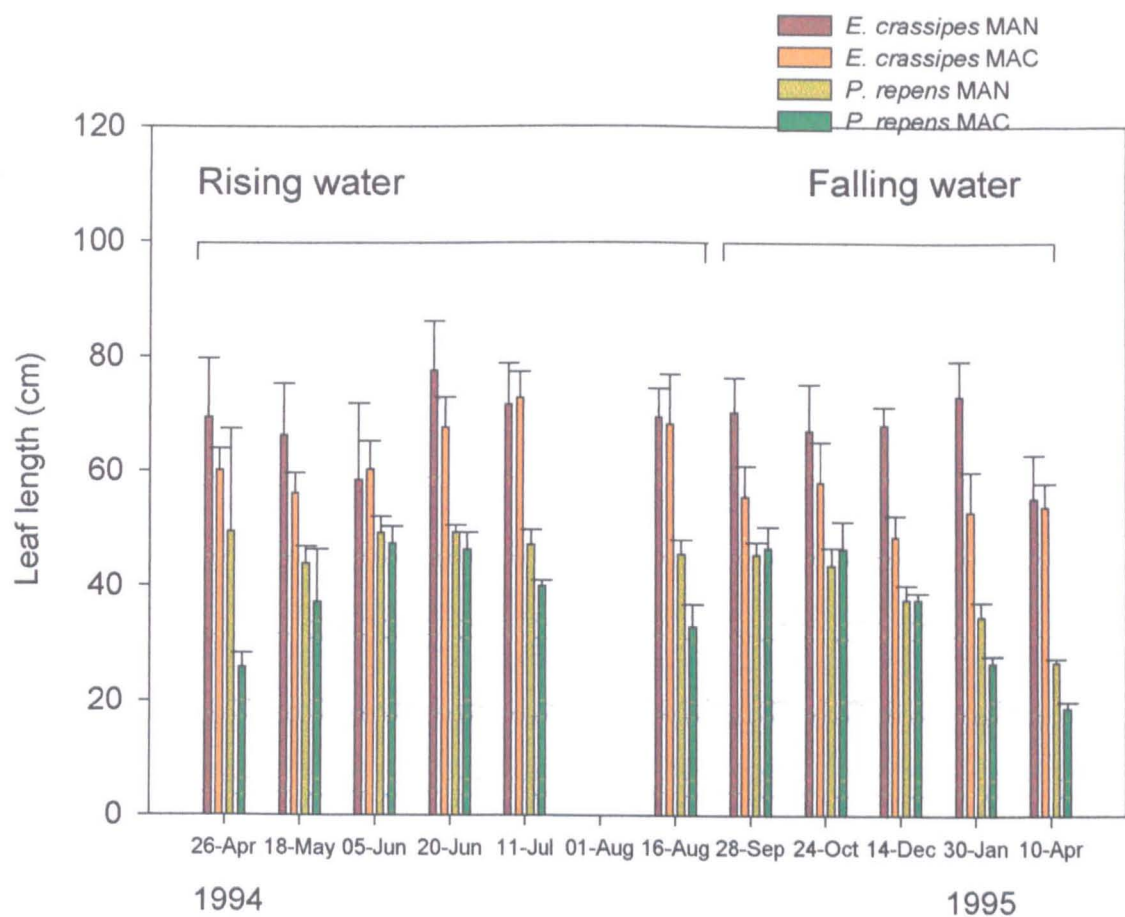 E. crassipes MAN
E. crassipes MAC
P. repens MAN
P. repens MAC
120
100
80
60
40
20
0
Leaf length (cm)
Rising water
Falling water
26-Apr 18-May 05-Jun 20-Jun 11-Jul 01-Aug 16-Aug 28-Sep 24-Oct 14-Dec 30-Jan 10-Apr
1994 1995